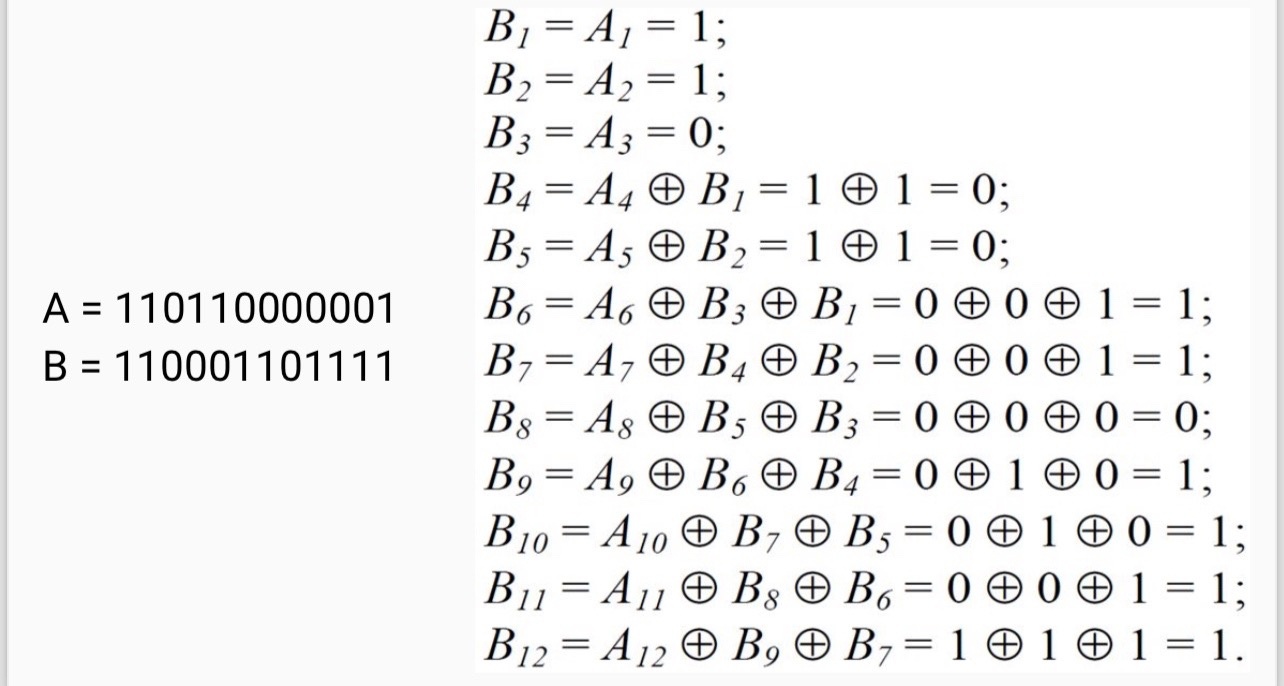 A = 110110000001
B = 110001101111
B₁ = A₁ = 1;
B₂ = A₂ = 1;
B₃ = A₃ = 0;
B₄ = A₄ ⊕ B₁ = 1 ⊕ 1 = 0;
B₅ = A₅ ⊕ B₂ = 1 ⊕ 1 = 0;
B₆ = A₆ ⊕ B₃ ⊕ B₁ = 0 ⊕ 0 ⊕ 1 = 1;
B₇ = A₇ ⊕ B₄ ⊕ B₂ = 0 ⊕ 0 ⊕ 1 = 1;
B₈ = A₈ ⊕ B₅ ⊕ B₃ = 0 ⊕ 0 ⊕ 0 = 0;
B₉ = A₉ ⊕ B₆ ⊕ B₄ = 0 ⊕ 1 ⊕ 0 = 1;
B₁₀ = A₁₀ ⊕ B₇ ⊕ B₅ = 0 ⊕ 1 ⊕ 0 = 1;
B₁₁ = A₁₁ ⊕ B₈ ⊕ B₆ = 0 ⊕ 0 ⊕ 1 = 1;
B₁₂ = A₁₂ ⊕ B₉ ⊕ B₇ = 1 ⊕ 1 ⊕ 1 = 1.